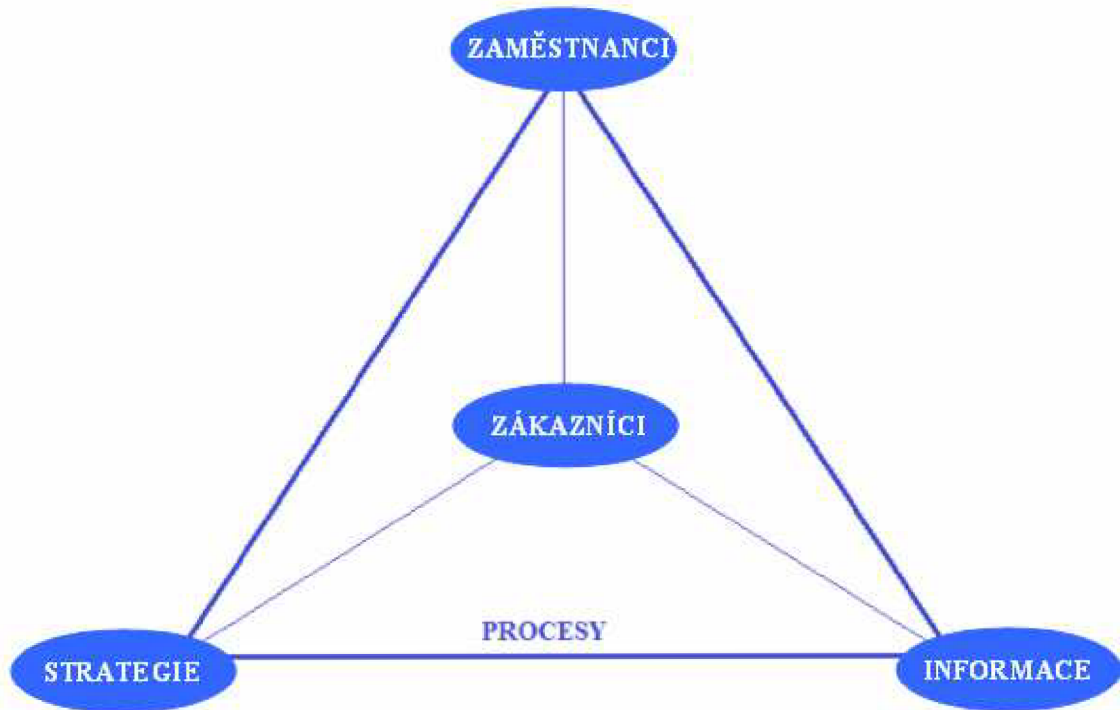 ZAMĚSTNANCI
ZÁKAZNÍCI
PROCESY
STRATEGIE
INFORMACE